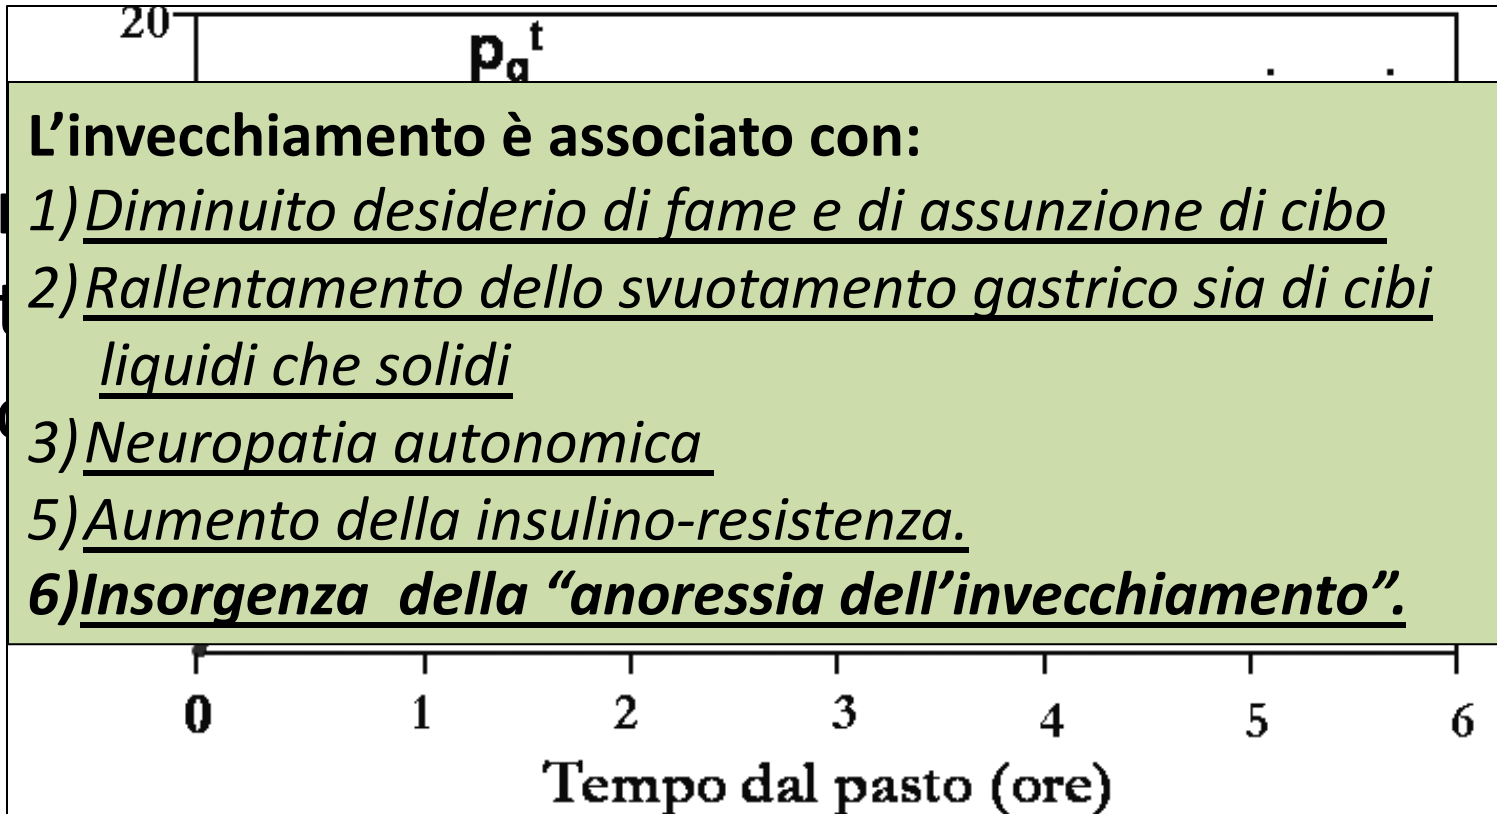 20
p
L’invecchiamento è associato con:
1) Diminuito desiderio di fame e di assunzione di cibo
2) Rallentamento dello svuotamento gastrico sia di cibi
liquidi che solidi
3) Neuropatia autonomica
5) Aumento della insulino-resistenza.
6) Insorgenza della “anoressia dell’invecchiamento”.
0 1 2 3 4 5 6
Tempo dal pasto (ore)